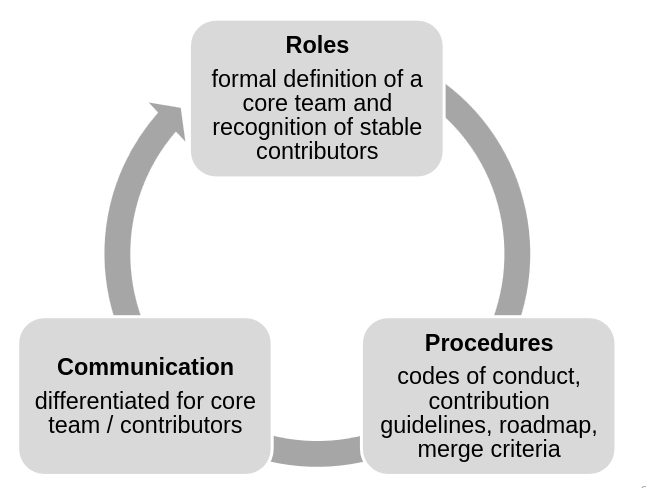 Roles
formal definition of a
core team and
recognition of stable
contributors
Communication
differentiated for core
team / contributors
Procedures
codes of conduct,
contribution
guidelines, roadmap,
merge criteria